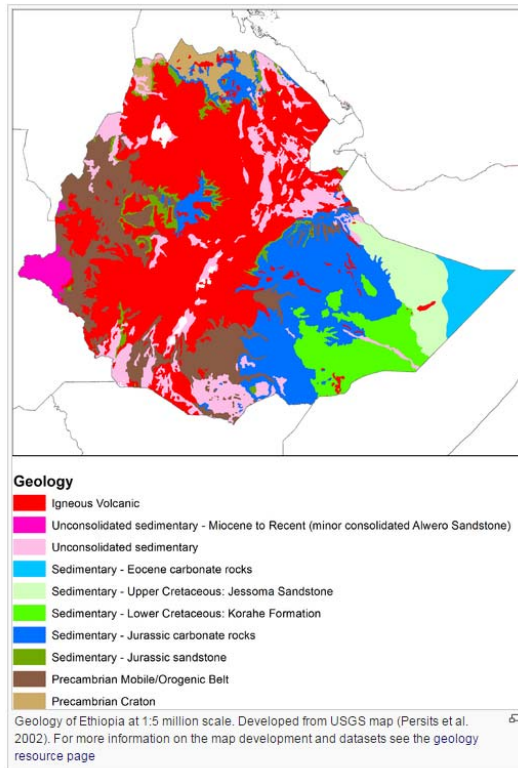 Geology
Igneous Volcanic
Unconsolidated sedimentary - Miocene to Recent (minor consolidated Alwero Sandstone)
Unconsolidated sedimentary
Sedimentary - Eocene carbonate rocks
Sedimentary - Upper Cretaceous: Jessoma Sandstone
Sedimentary - Lower Cretaceous: Korahe Formation
Sedimentary - Jurassic carbonate rocks
Sedimentary - Jurassic sandstone
Precambrian Mobile/Orogenic Belt
Precambrian Craton
Geology of Ethiopia at 1:5 million scale. Developed from USGS map (Persits et al.
2002). For more information on the map development and datasets see the geology
resource page